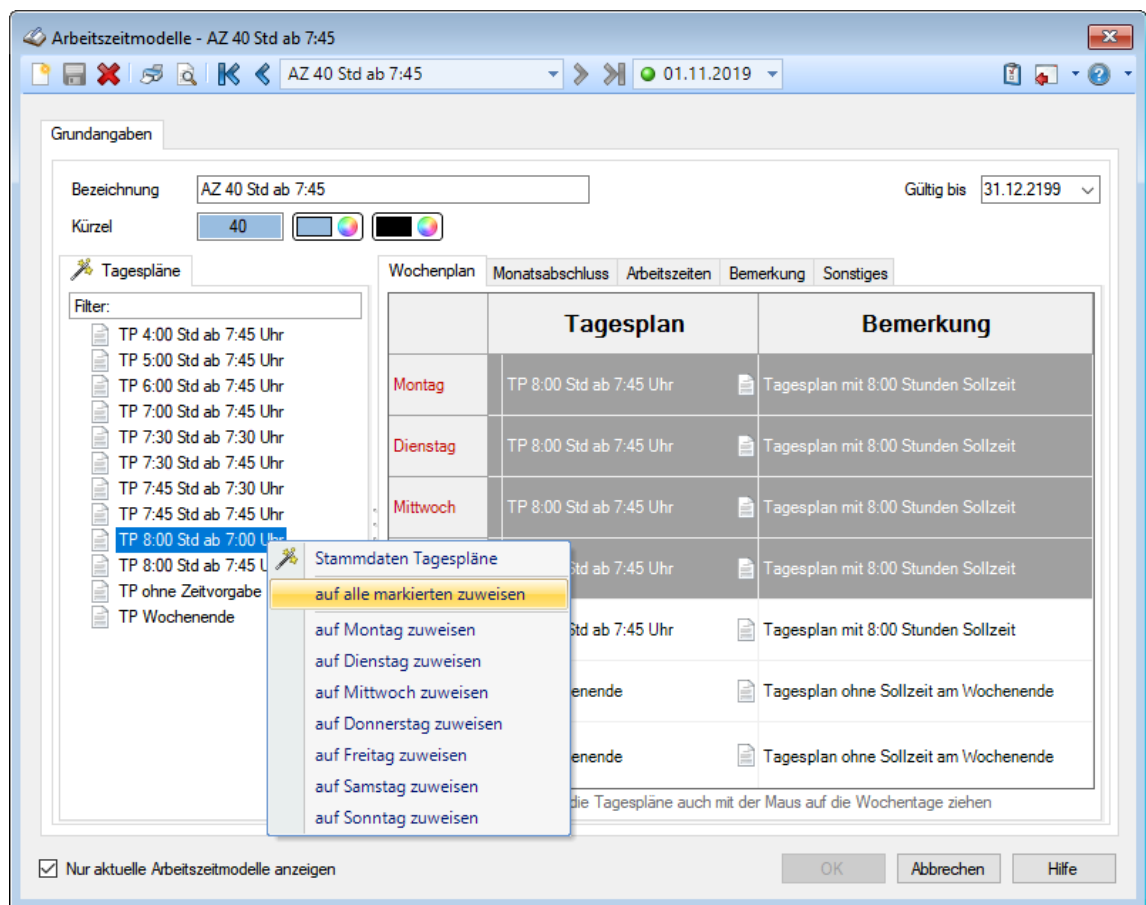 Arbeitszeitmodelle - AZ 40 Std ab 7:45
AZ 40 Std ab 7:45
01.11.2019
Grundangaben
Bezeichnung AZ 40 Std ab 7:45 Gültig bis 31.12.2199
Kürzel 40
Tagespläne
Filter:
TP 4:00 Std ab 7:45 Uhr
TP 5:00 Std ab 7:45 Uhr
TP 6:00 Std ab 7:45 Uhr
TP 7:00 Std ab 7:45 Uhr
TP 7:30 Std ab 7:30 Uhr
TP 7:30 Std ab 7:45 Uhr
TP 7:45 Std ab 7:30 Uhr
TP 7:45 Std ab 7:45 Uhr
TP 8:00 Std ab 7:00 Uhr
TP 8:00 Std ab 7:45 U
TP ohne Zeitvorgabe
TP Wochenende
Stammdaten Tagespläne
auf alle markierten zuweisen
auf Montag zuweisen
auf Dienstag zuweisen
auf Mittwoch zuweisen
auf Donnerstag zuweisen
auf Freitag zuweisen
auf Samstag zuweisen
auf Sonntag zuweisen
Wochenplan Monatsabschluss Arbeitszeiten Bemerkung Sonstiges
Tagesplan Bemerkung
Montag TP 8:00 Std ab 7:45 Uhr Tagesplan mit 8:00 Stunden Sollzeit
Dienstag TP 8:00 Std ab 7:45 Uhr Tagesplan mit 8:00 Stunden Sollzeit
Mittwoch TP 8:00 Std ab 7:45 Uhr Tagesplan mit 8:00 Stunden Sollzeit
Std ab 7:45 Uhr Tagesplan mit 8:00 Stunden Sollzeit
Std ab 7:45 Uhr Tagesplan mit 8:00 Stunden Sollzeit
enende Tagesplan ohne Sollzeit am Wochenende
enende Tagesplan ohne Sollzeit am Wochenende
die Tagespläne auch mit der Maus auf die Wochentage ziehen
Nur aktuelle Arbeitszeitmodelle anzeigen
OK Abbrechen Hilfe